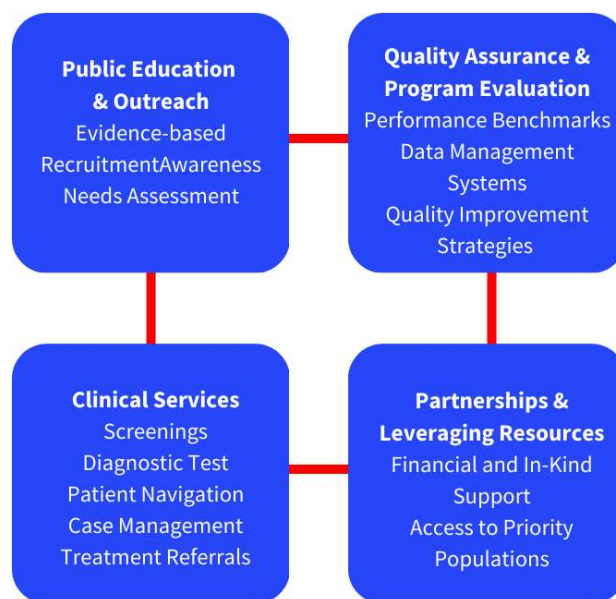 Public Education
& Outreach
Evidence-based
RecruitmentAwareness
Needs Assessment
Quality Assurance &
Program Evaluation
Performance Benchmarks
Data Management
Systems
Quality Improvement
Strategies
Clinical Services
Screenings
Diagnostic Test
Patient Navigation
Case Management
Treatment Referrals
Partnerships &
Leveraging Resources
Financial and In-Kind
Support
Access to Priority
Populations